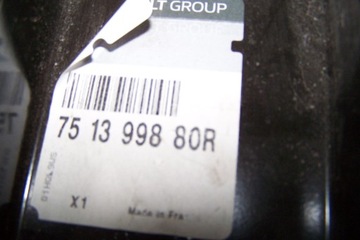 LT GROUP
75 13 998 80R
X1
Made in Fra